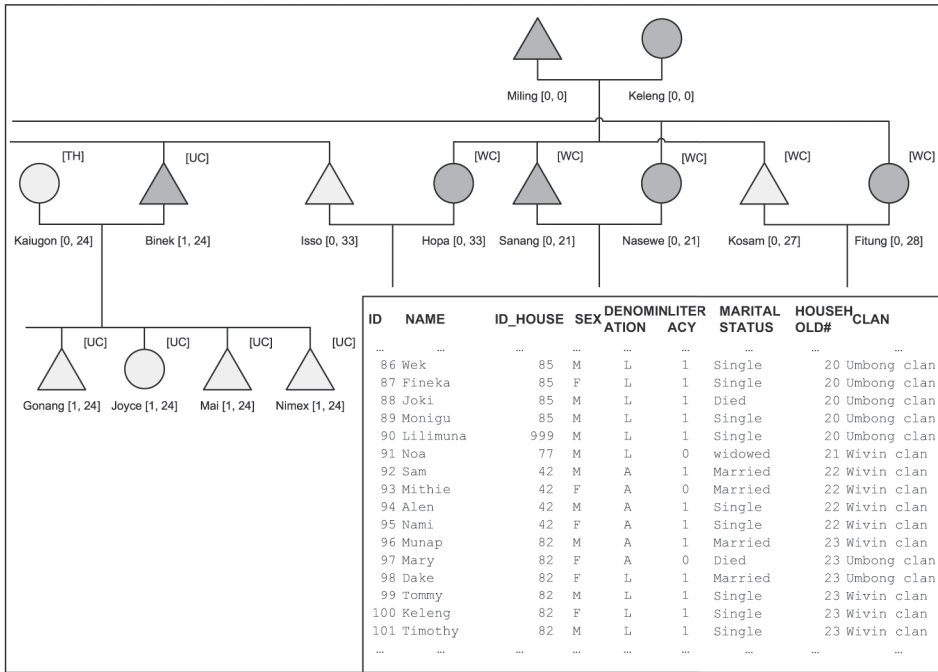 Miling [0, 0] Keleng [0, 0]
[TH] [UC] [WC] [WC] [WC] [WC] [WC]
Kaiugon [0, 24] Binek [1, 24] Isso [0, 33] Hopa [0, 33] Sanang [0, 21] Nasewe [0, 21] Kosam [0, 27] Fitung [0, 28]
[UC] [UC] [UC] [UC]
Gonang [1, 24] Joyce [1, 24] Mai [1, 24] Nimex [1, 24]
ID NAME ID_HOUSE SEX DENOMINATION LITERACY MARITAL STATUS HOUSEHOLD# CLAN
... ... ... ... ... ... ... ... ...
86 Wek 85 M L 1 Single 20 Umbong clan
87 Fineka 85 F L 1 Single 20 Umbong clan
88 Joki 85 M L 1 Died 20 Umbong clan
89 Monigu 85 M L 1 Single 20 Umbong clan
90 Lilimuna 999 M L 1 Single 20 Umbong clan
91 Noa 77 M L 0 widowed 21 Wivin clan
92 Sam 42 M A 1 Married 22 Wivin clan
93 Mithie 42 F A 0 Married 22 Wivin clan
94 Alen 42 M A 1 Single 22 Wivin clan
95 Nami 42 F A 1 Single 22 Wivin clan
96 Munap 82 M A 1 Married 23 Wivin clan
97 Mary 82 F A 0 Died 23 Umbong clan
98 Dake 82 F L 1 Married 23 Umbong clan
99 Tommy 82 M L 1 Single 23 Wivin clan
100 Keleng 82 F L 1 Single 23 Wivin clan
101 Timothy 82 M L 1 Single 23 Wivin clan
... ... ... ... ... ... ... ... ...